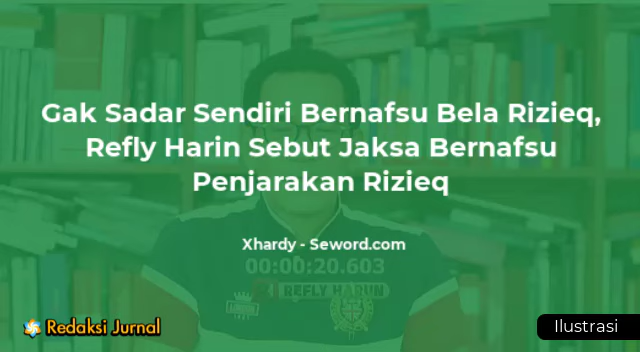 Gak Sadar Sendiri Bernafsu Bela Rizieq,
Refly Harin Sebut Jaksa Bernafsu
Penjarakan Rizieq
Xhardy - Seword.com
00:00:20.603
REFLY HARUN
Redaksi Jurnal
Ilustrasi